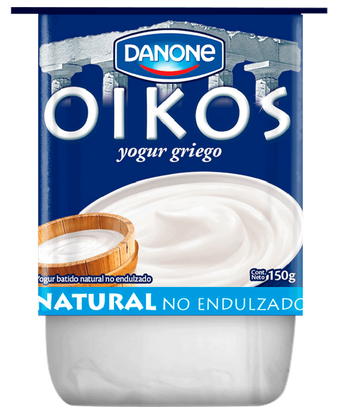 DANONE
OIKOS
yogur griego
Yogur batido natural no endulzado
Cont.
Neto 150g
NATURAL NO ENDULZADO